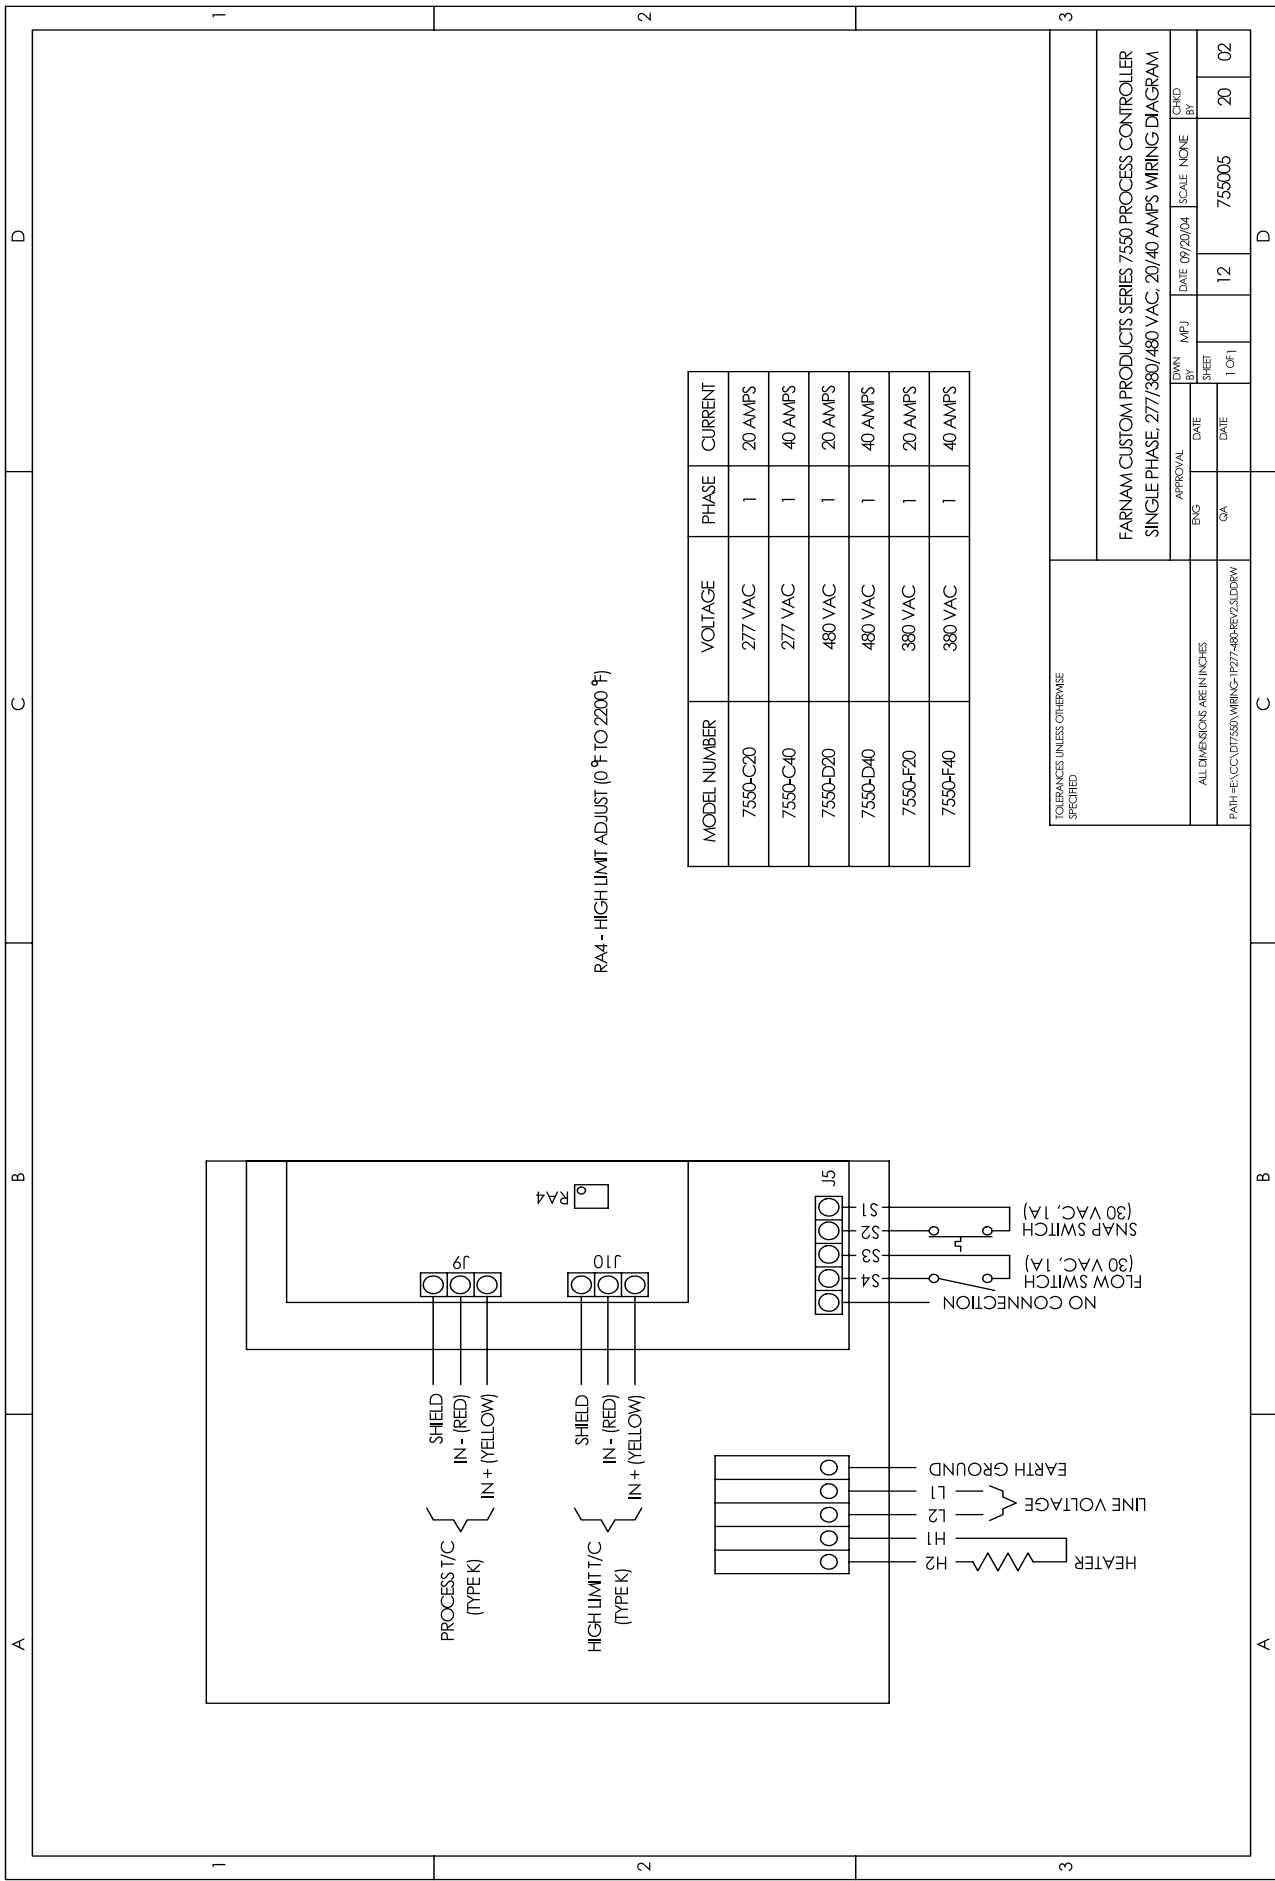 A
B
C
D
1
2
3
PROCESS T/C
(TYPE K)
SHIELD
IN - (RED)
IN + (YELLOW)
J9
HIGH LIMIT T/C
(TYPE K)
SHIELD
IN - (RED)
IN + (YELLOW)
J10
RA4
J5
S1
S2
S3
S4
SNAP SWITCH
(30 VAC, 1A)
FLOW SWITCH
(30 VAC, 1A)
NO CONNECTION
EARTH GROUND
L1
L2
LINE VOLTAGE
H1
H2
HEATER
RA4 - HIGH LIMIT ADJUST (0 °F TO 2200 °F)
MODEL NUMBER VOLTAGE PHASE CURRENT
7550-C20 277 VAC 1 20 AMPS
7550-C40 277 VAC 1 40 AMPS
7550-D20 480 VAC 1 20 AMPS
7550-D40 480 VAC 1 40 AMPS
7550-F20 380 VAC 1 20 AMPS
7550-F40 380 VAC 1 40 AMPS
TOLERANCES UNLESS OTHERWISE
SPECIFIED
ALL DIMENSIONS ARE IN INCHES
PATH =E:\CC\DT7550\WIRING-1P277-480-REV2.SLDDRW
FARNAM CUSTOM PRODUCTS SERIES 7550 PROCESS CONTROLLER
SINGLE PHASE, 277/380/480 VAC, 20/40 AMPS WIRING DIAGRAM
APPROVAL
ENG DATE
QA DATE
DWN BY MPJ
DATE 09/20/04
SCALE NONE
CHKD BY
SHEET
1 OF 1
12
755005
20
02
1
2
3
A
B
C
D